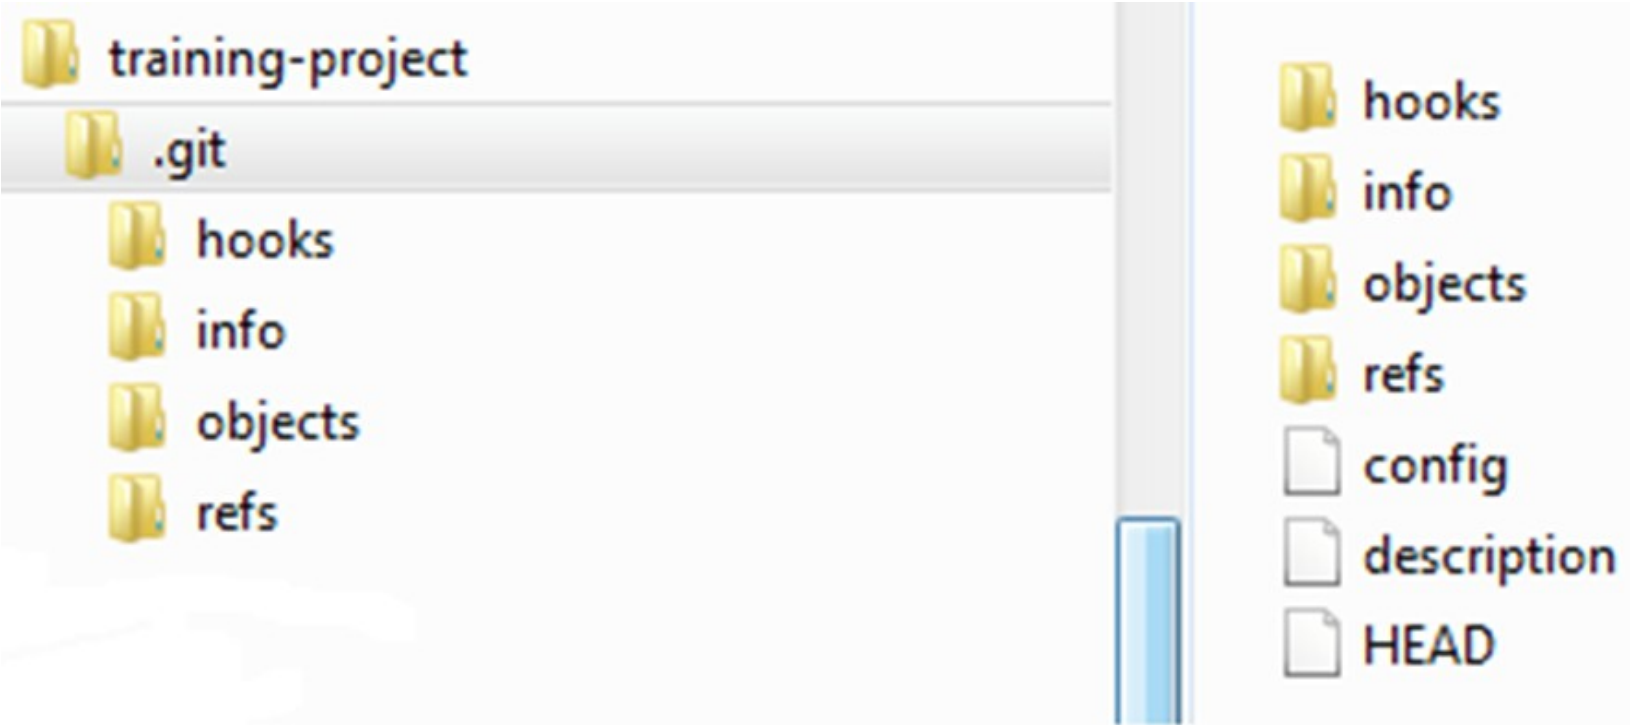 training-project
.git
hooks
info
objects
refs
hooks
info
objects
refs
config
description
HEAD